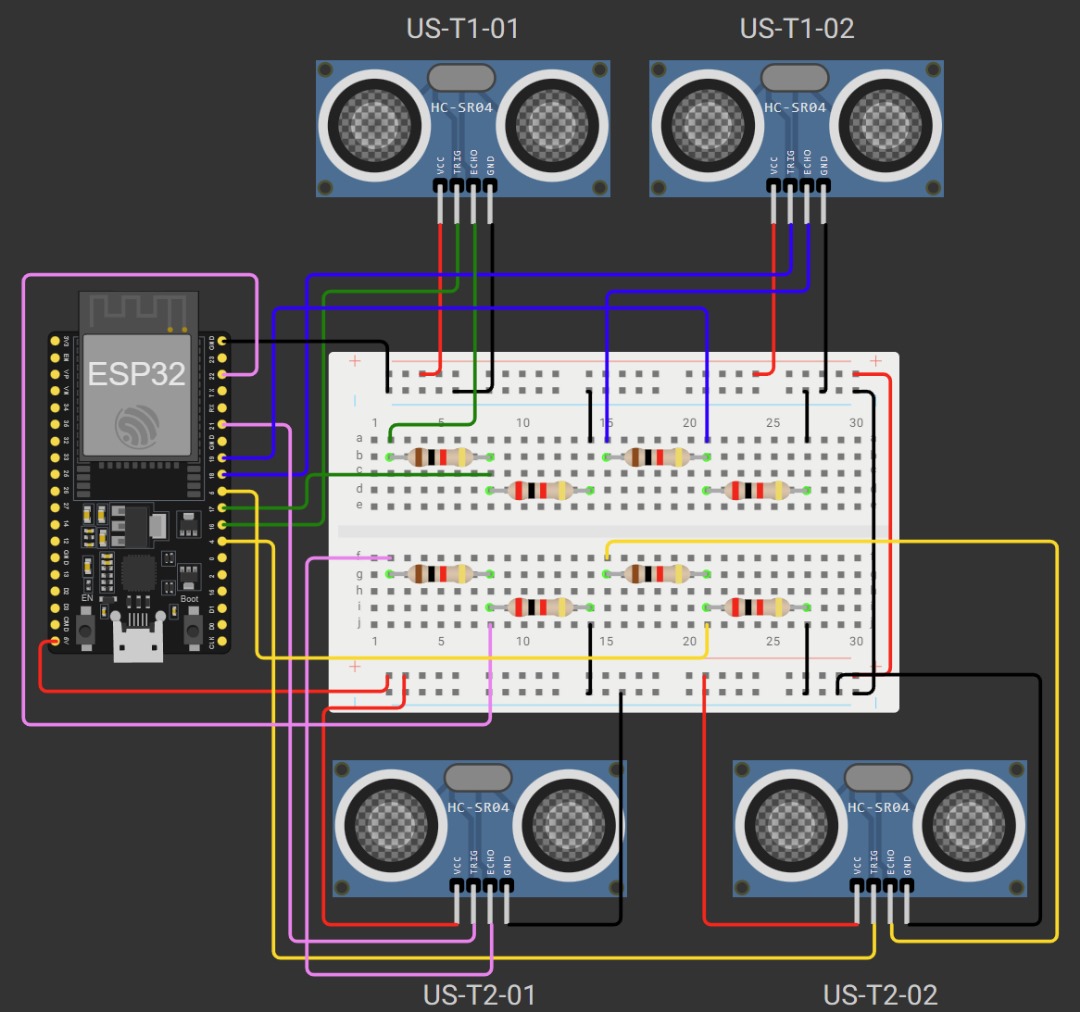 US-T1-01 US-T1-02
HC-SR04 HC-SR04
VCC TRIG ECHO GND VCC TRIG ECHO GND
ESP32
EN Boot
+ +
1 5 10 15 20 25 30
a
b
c
d
e
f
g
h
i
j
1 5 10 15 20 25 30
+ +
HC-SR04 HC-SR04
VCC TRIG ECHO GND VCC TRIG ECHO GND
US-T2-01 US-T2-02